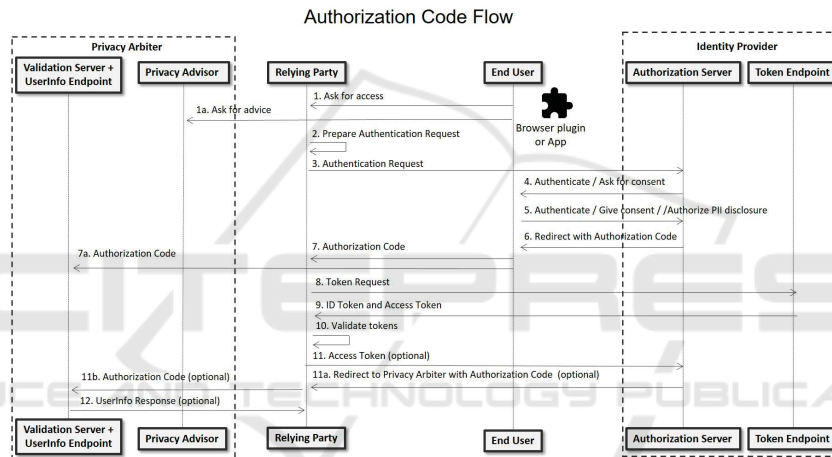 Authorization Code Flow
Privacy Arbiter
Identity Provider
Validation Server +
UserInfo Endpoint
Privacy Advisor
Relying Party
End User
Authorization Server
Token Endpoint
1. Ask for access
1a. Ask for advice
Browser plugin
or App
2. Prepare Authentication Request
3. Authentication Request
4. Authenticate / Ask for consent
5. Authenticate / Give consent / /Authorize PII disclosure
6. Redirect with Authorization Code
7. Authorization Code
7a. Authorization Code
8. Token Request
9. ID Token and Access Token
10. Validate tokens
11. Access Token (optional)
11a. Redirect to Privacy Arbiter with Authorization Code (optional)
11b. Authorization Code (optional)
12. UserInfo Response (optional)
Validation Server +
UserInfo Endpoint
Privacy Advisor
Relying Party
End User
Authorization Server
Token Endpoint
AND TECHNOLOGY